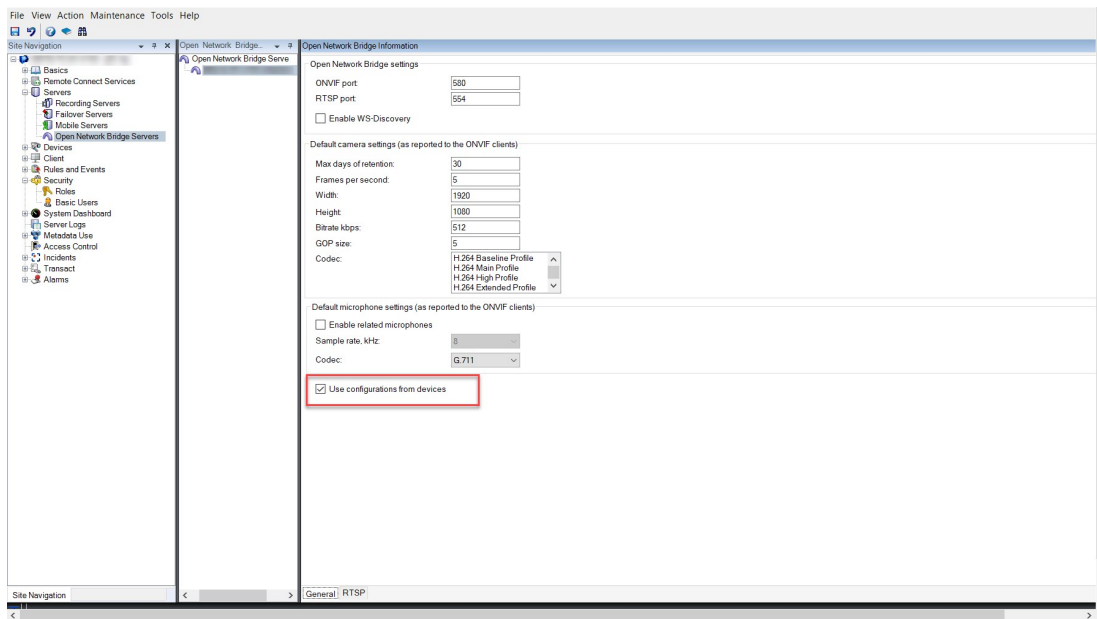 File View Action Maintenance Tools Help
Site Navigation
Basics
Remote Connect Services
Servers
Recording Servers
Failover Servers
Mobile Servers
Open Network Bridge Servers
Devices
Client
Rules and Events
Security
Roles
Basic Users
System Dashboard
Server Logs
Metadata Use
Access Control
Incidents
Transact
Alarms
Site Navigation
Open Network Bridge...
Open Network Bridge Serve
Open Network Bridge Information
Open Network Bridge settings
ONVIF port: 580
RTSP port: 554
Enable WS-Discovery
Default camera settings (as reported to the ONVIF clients)
Max days of retention: 30
Frames per second: 5
Width: 1920
Height: 1080
Bitrate kbps: 512
GOP size: 5
Codec: H.264 Baseline Profile
H.264 Main Profile
H.264 High Profile
H.264 Extended Profile
Default microphone settings (as reported to the ONVIF clients)
Enable related microphones
Sample rate, kHz: 8
Codec: G.711
Use configurations from devices
General RTSP